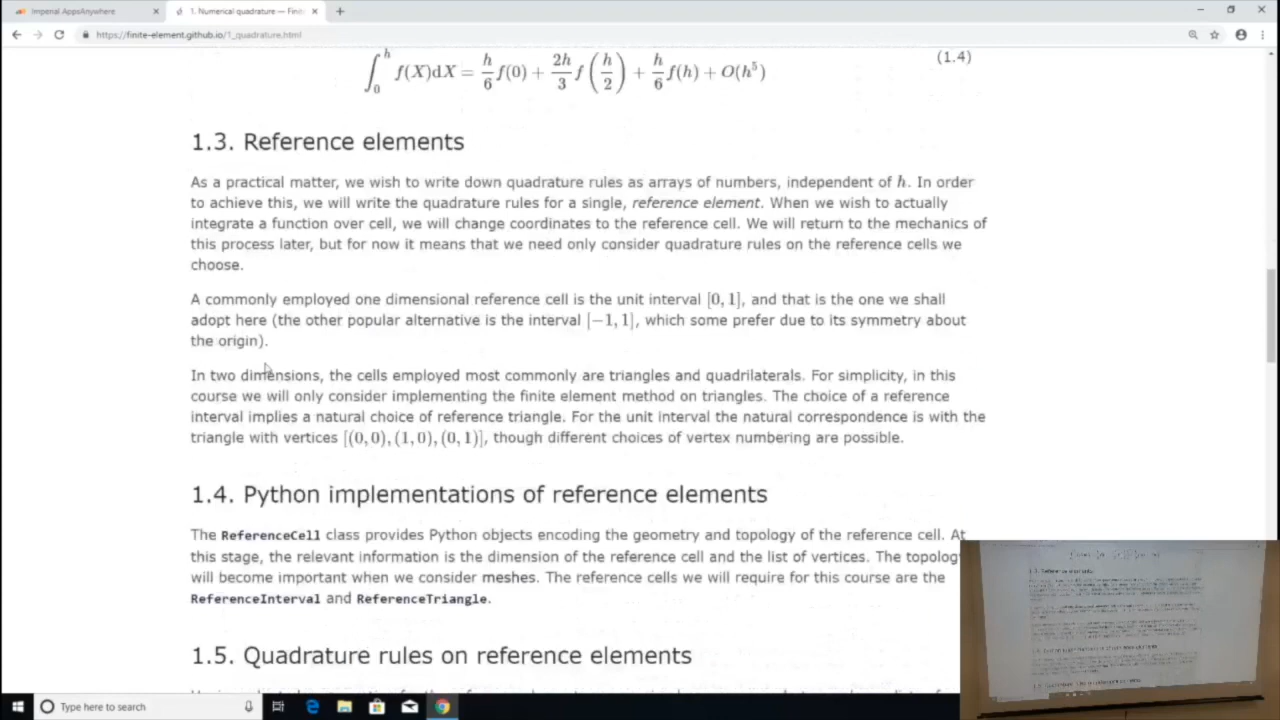 Imperial AppsAnywhere
1. Numerical quadrature — Finit
https://finite-element.github.io/1_quadrature.html
∫₀ʰ f(X)dX = h/6 f(0) + 2h/3 f(h/2) + h/6 f(h) + O(h⁵) (1.4)
1.3. Reference elements
As a practical matter, we wish to write down quadrature rules as arrays of numbers, independent of h. In order
to achieve this, we will write the quadrature rules for a single, reference element. When we wish to actually
integrate a function over cell, we will change coordinates to the reference cell. We will return to the mechanics of
this process later, but for now it means that we need only consider quadrature rules on the reference cells we
choose.
A commonly employed one dimensional reference cell is the unit interval [0, 1], and that is the one we shall
adopt here (the other popular alternative is the interval [−1, 1], which some prefer due to its symmetry about
the origin).
In two dimensions, the cells employed most commonly are triangles and quadrilaterals. For simplicity, in this
course we will only consider implementing the finite element method on triangles. The choice of a reference
interval implies a natural choice of reference triangle. For the unit interval the natural correspondence is with the
triangle with vertices [(0, 0), (1, 0), (0, 1)], though different choices of vertex numbering are possible.
1.4. Python implementations of reference elements
The ReferenceCell class provides Python objects encoding the geometry and topology of the reference cell. At
this stage, the relevant information is the dimension of the reference cell and the list of vertices. The topology
will become important when we consider meshes. The reference cells we will require for this course are the
ReferenceInterval and ReferenceTriangle.
1.5. Quadrature rules on reference elements
Type here to search